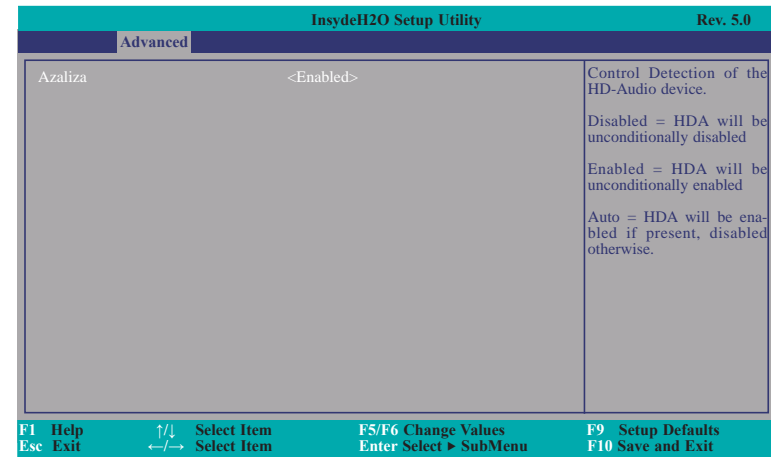 InsydeH2O Setup Utility Rev. 5.0
Advanced
Azaliza <Enabled>
Control Detection of the
HD-Audio device.
Disabled = HDA will be
unconditionally disabled
Enabled = HDA will be
unconditionally enabled
Auto = HDA will be ena-
bled if present, disabled
otherwise.
F1 Help ↑/↓ Select Item F5/F6 Change Values F9 Setup Defaults
Esc Exit ←/→ Select Item Enter Select ▶ SubMenu F10 Save and Exit